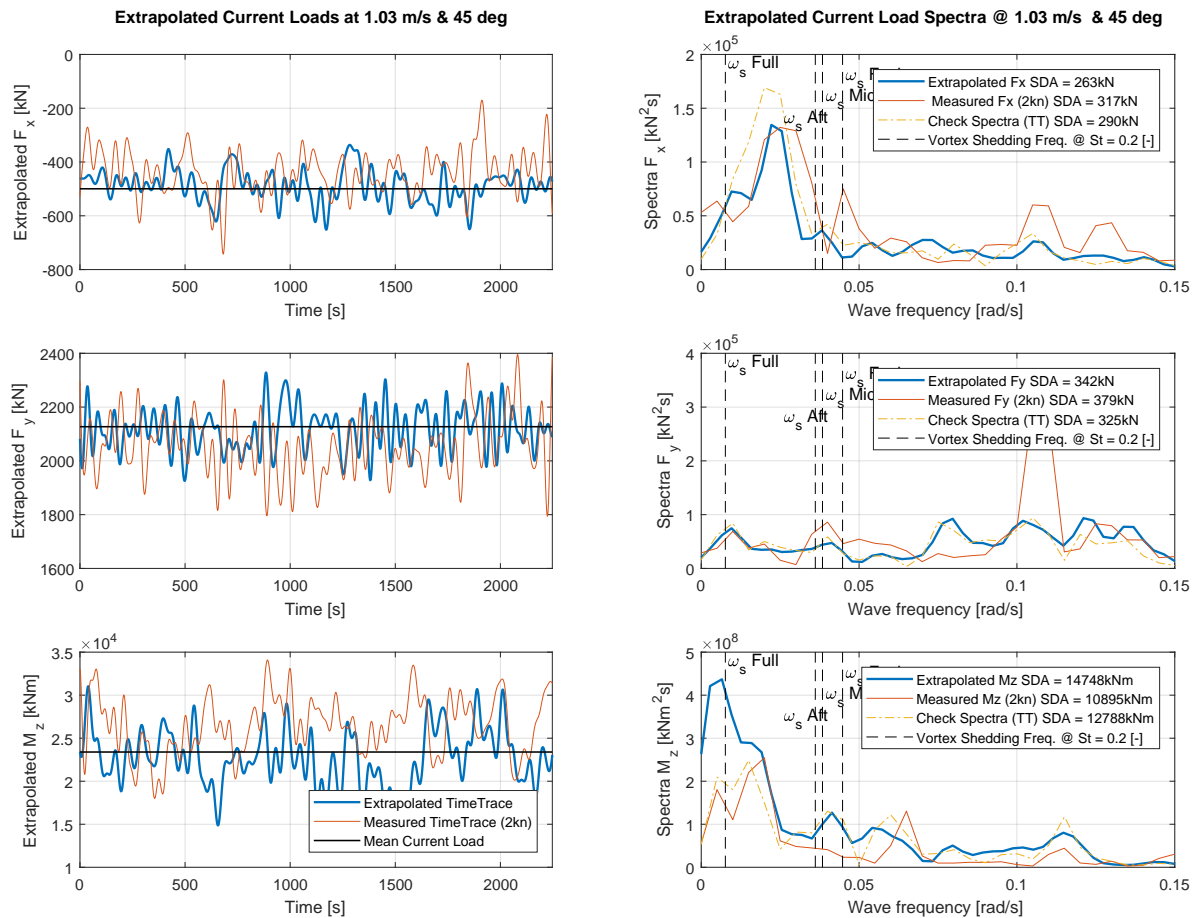 Extrapolated Current Loads at 1.03 m/s & 45 deg
0
-200
-400
-600
-800
0
500
1000
1500
2000
Extrapolated F_x [kN]
Time [s]
Extrapolated Current Load Spectra @ 1.03 m/s & 45 deg
×10^5
2
1.5
1
0.5
0
0
0.05
0.1
0.15
Spectra F_x [kN^2s]
Wave frequency [rad/s]
ω_s Full
ω_s Aft
ω_s Mid
ω_s F
Extrapolated Fx SDA = 263kN
Measured Fx (2kn) SDA = 317kN
Check Spectra (TT) SDA = 290kN
Vortex Shedding Freq. @ St = 0.2 [-]
2400
2200
2000
1800
1600
0
500
1000
1500
2000
Extrapolated F_y [kN]
Time [s]
×10^5
4
3
2
1
0
0
0.05
0.1
0.15
Spectra F_y [kN^2s]
Wave frequency [rad/s]
ω_s Full
ω_s Aft
ω_s Mid
ω_s F
Extrapolated Fy SDA = 342kN
Measured Fy (2kn) SDA = 379kN
Check Spectra (TT) SDA = 325kN
Vortex Shedding Freq. @ St = 0.2 [-]
×10^4
3.5
3
2.5
2
1.5
1
0
500
1000
1500
2000
Extrapolated M_z [kNm]
Time [s]
Extrapolated TimeTrace
Measured TimeTrace (2kn)
Mean Current Load
×10^8
5
4
3
2
1
0
0
0.05
0.1
0.15
Spectra M_z [kNm^2s]
Wave frequency [rad/s]
ω_s Full
ω_s Aft
ω_s M
ω_s F
Extrapolated Mz SDA = 14748kNm
Measured Mz (2kn) SDA = 10895kNm
Check Spectra (TT) SDA = 12788kNm
Vortex Shedding Freq. @ St = 0.2 [-]